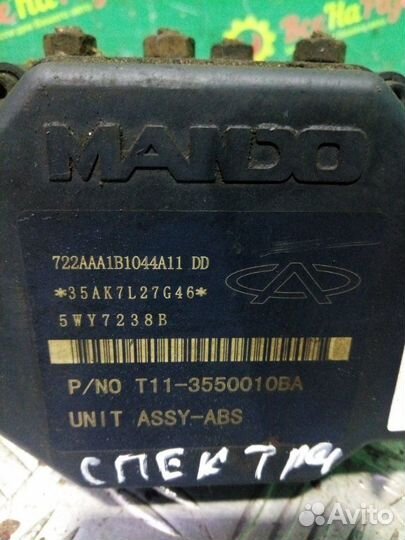 MANDO
722AAA1B1044A11 DD
*35AK7L27G46*
5WY7238B
P/NO T11-3550010BA
UNIT ASSY-ABS
СПЕКТРА
Avito